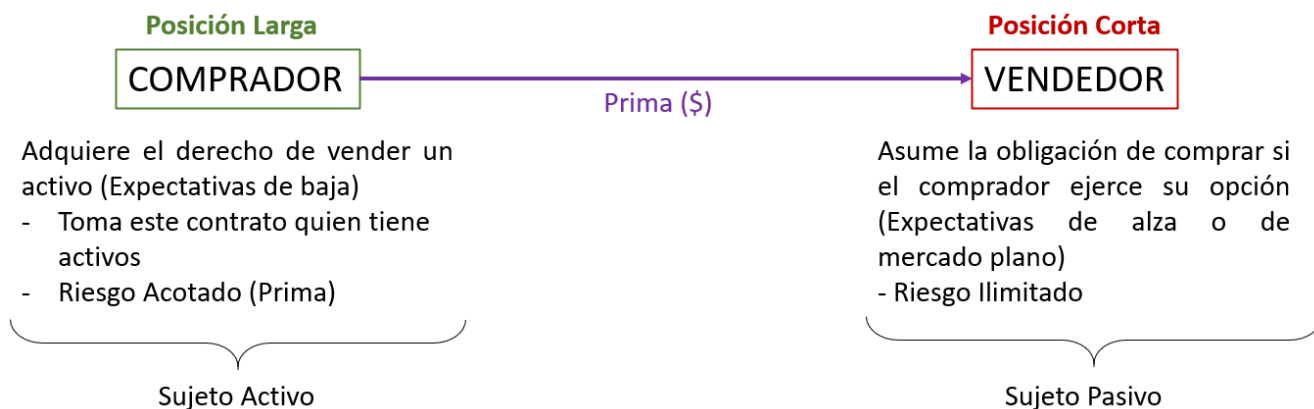 Posición Larga
COMPRADOR
Prima ($)
Posición Corta
VENDEDOR
Adquiere el derecho de vender un
activo (Expectativas de baja)
- Toma este contrato quien tiene
activos
- Riesgo Acotado (Prima)
Sujeto Activo
Asume la obligación de comprar si
el comprador ejerce su opción
(Expectativas de alza o de
mercado plano)
- Riesgo Ilimitado
Sujeto Pasivo